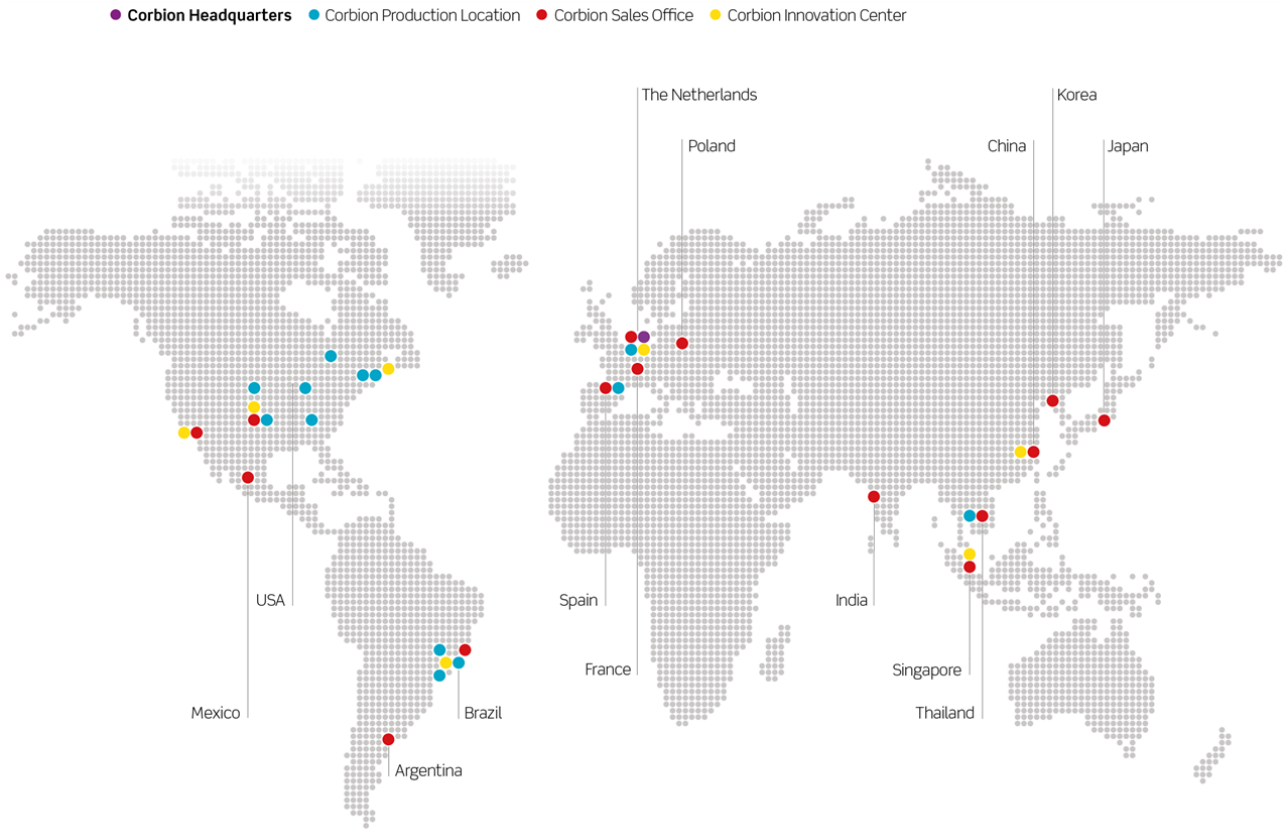 Corbion Headquarters Corbion Production Location Corbion Sales Office Corbion Innovation Center
The Netherlands
Korea
Poland
China
Japan
USA
Spain
India
France
Singapore
Mexico
Brazil
Thailand
Argentina